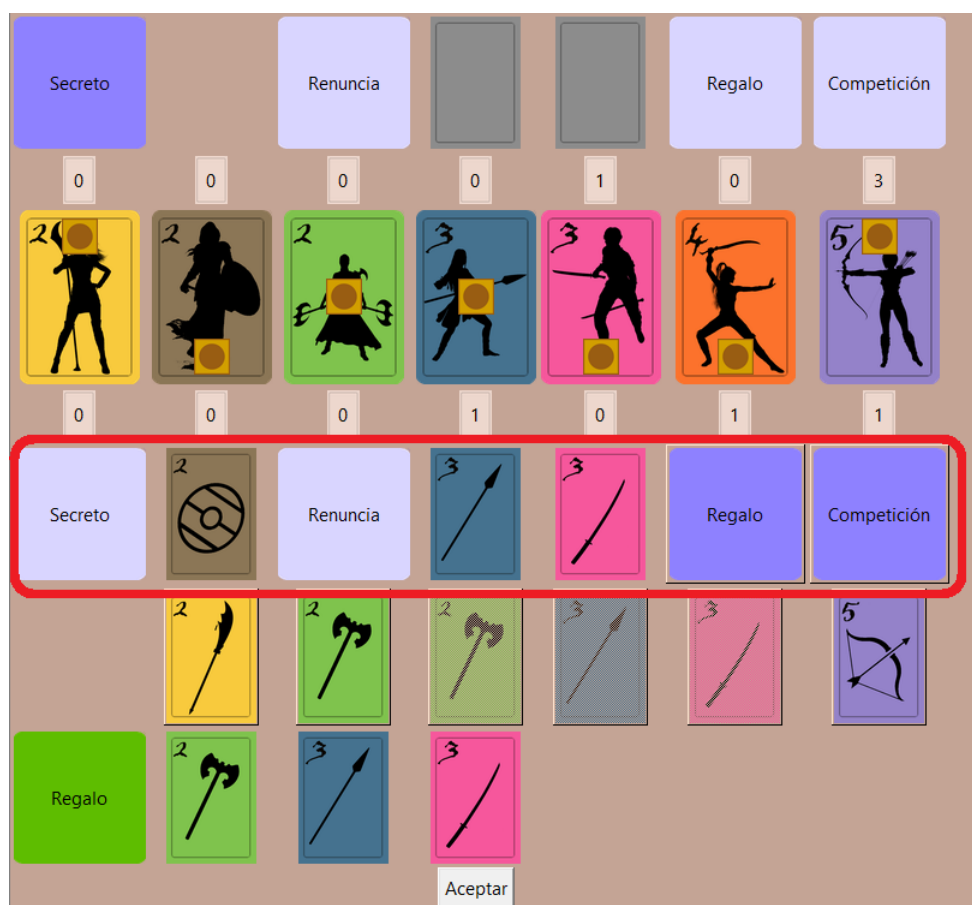 Secreto Renuncia Regalo Competición
0 0 0 0 1 0 3
2 2 2 3 3 4 5
0 0 0 1 0 1 1
Secreto 2 Renuncia 3 3 Regalo Competición
2 2 2 3 3 5
Regalo 2 3 3
Aceptar